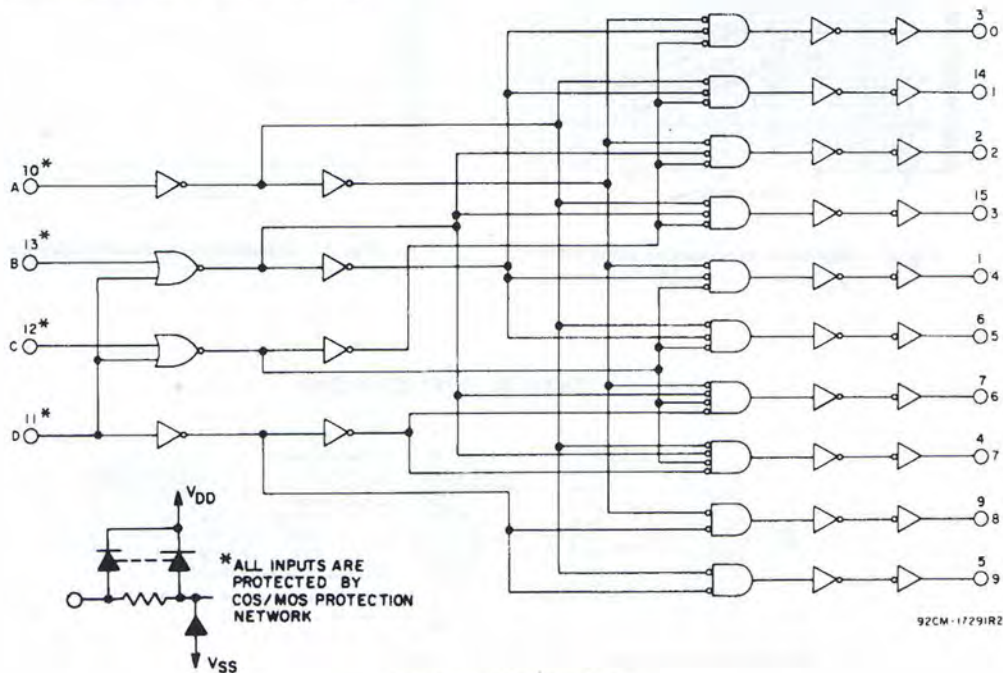 3
0
14
1
2
2
10*
A
15
3
13*
B
1
4
12*
C
6
5
7
6
11*
D
4
7
VDD
9
8
*ALL INPUTS ARE
PROTECTED BY
COS/MOS PROTECTION
NETWORK
5
9
92CM-17291R2
VSS